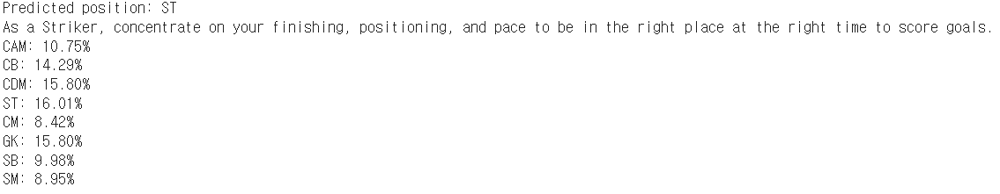 Predicted position: ST
As a Striker, concentrate on your finishing, positioning, and pace to be in the right place at the right time to score goals.
CAM: 10.75%
CB: 14.29%
CDM: 15.80%
ST: 16.01%
CM: 8.42%
GK: 15.80%
SB: 9.98%
SM: 8.95%